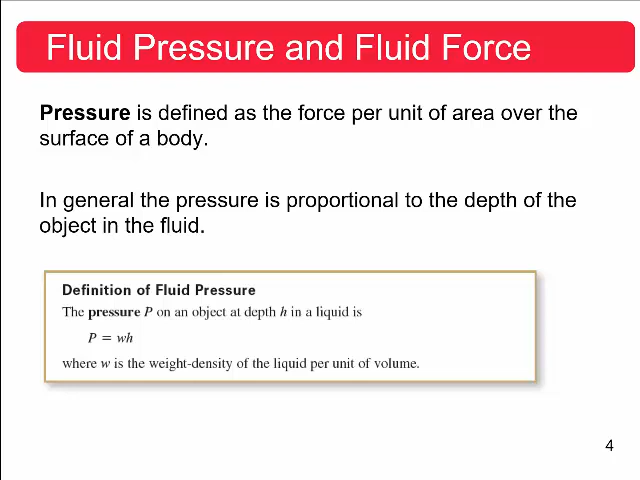 Fluid Pressure and Fluid Force
Pressure is defined as the force per unit of area over the
surface of a body.
In general the pressure is proportional to the depth of the
object in the fluid.
Definition of Fluid Pressure
The pressure P on an object at depth h in a liquid is
P = wh
where w is the weight-density of the liquid per unit of volume.
4